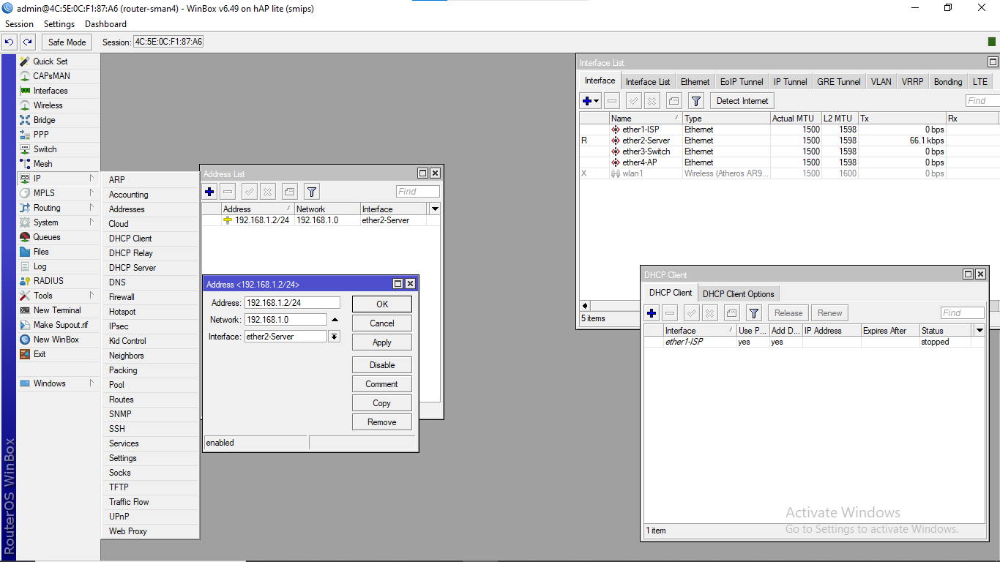 admin@4C:5E:0C:F1:87:A6 (router-sman4) - WinBox v6.49 on hAP lite (smips)
Session Settings Dashboard
Safe Mode Session: 4C:5E:0C:F1:87:A6
RouterOS WinBox
Quick Set
CAPsMAN
Interfaces
Wireless
Bridge
PPP
Switch
Mesh
IP
MPLS
Routing
System
Queues
Files
Log
RADIUS
Tools
New Terminal
Make Supout.rif
New WinBox
Exit
Windows
ARP
Accounting
Addresses
Cloud
DHCP Client
DHCP Relay
DHCP Server
DNS
Firewall
Hotspot
IPsec
Kid Control
Neighbors
Packing
Pool
Routes
SNMP
SSH
Services
Settings
Socks
TFTP
Traffic Flow
UPnP
Web Proxy
Address List
Find
Address Network Interface
192.168.1.2/24 192.168.1.0 ether2-Server
Address <192.168.1.2/24>
Address: 192.168.1.2/24 OK
Network: 192.168.1.0 Cancel
Interface: ether2-Server Apply
Disable
Comment
Copy
Remove
enabled
Interface List
Interface Interface List Ethernet EoIP Tunnel IP Tunnel GRE Tunnel VLAN VRRP Bonding LTE
Detect Internet Find
Name Type Actual MTU L2 MTU Tx Rx
ether1-ISP Ethernet 1500 1598 0 bps
R ether2-Server Ethernet 1500 1598 66.1 kbps
ether3-Switch Ethernet 1500 1598 0 bps
ether4-AP Ethernet 1500 1598 0 bps
X wlan1 Wireless (Atheros AR9... 1500 1600 0 bps
5 items
DHCP Client
DHCP Client DHCP Client Options
Release Renew Find
Interface Use P... Add D... IP Address Expires After Status
ether1-ISP yes yes stopped
1 item
Activate Windows
Go to Settings to activate Windows.